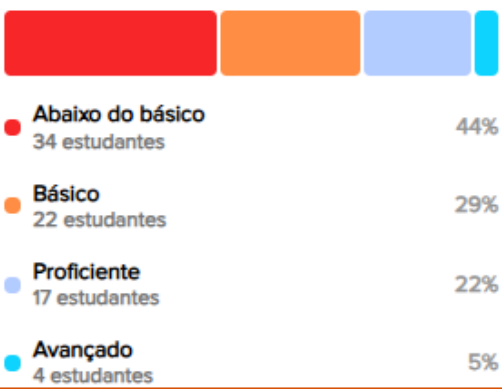 Abaixo do básico
34 estudantes
44%
Básico
22 estudantes
29%
Proficiente
17 estudantes
22%
Avançado
4 estudantes
5%